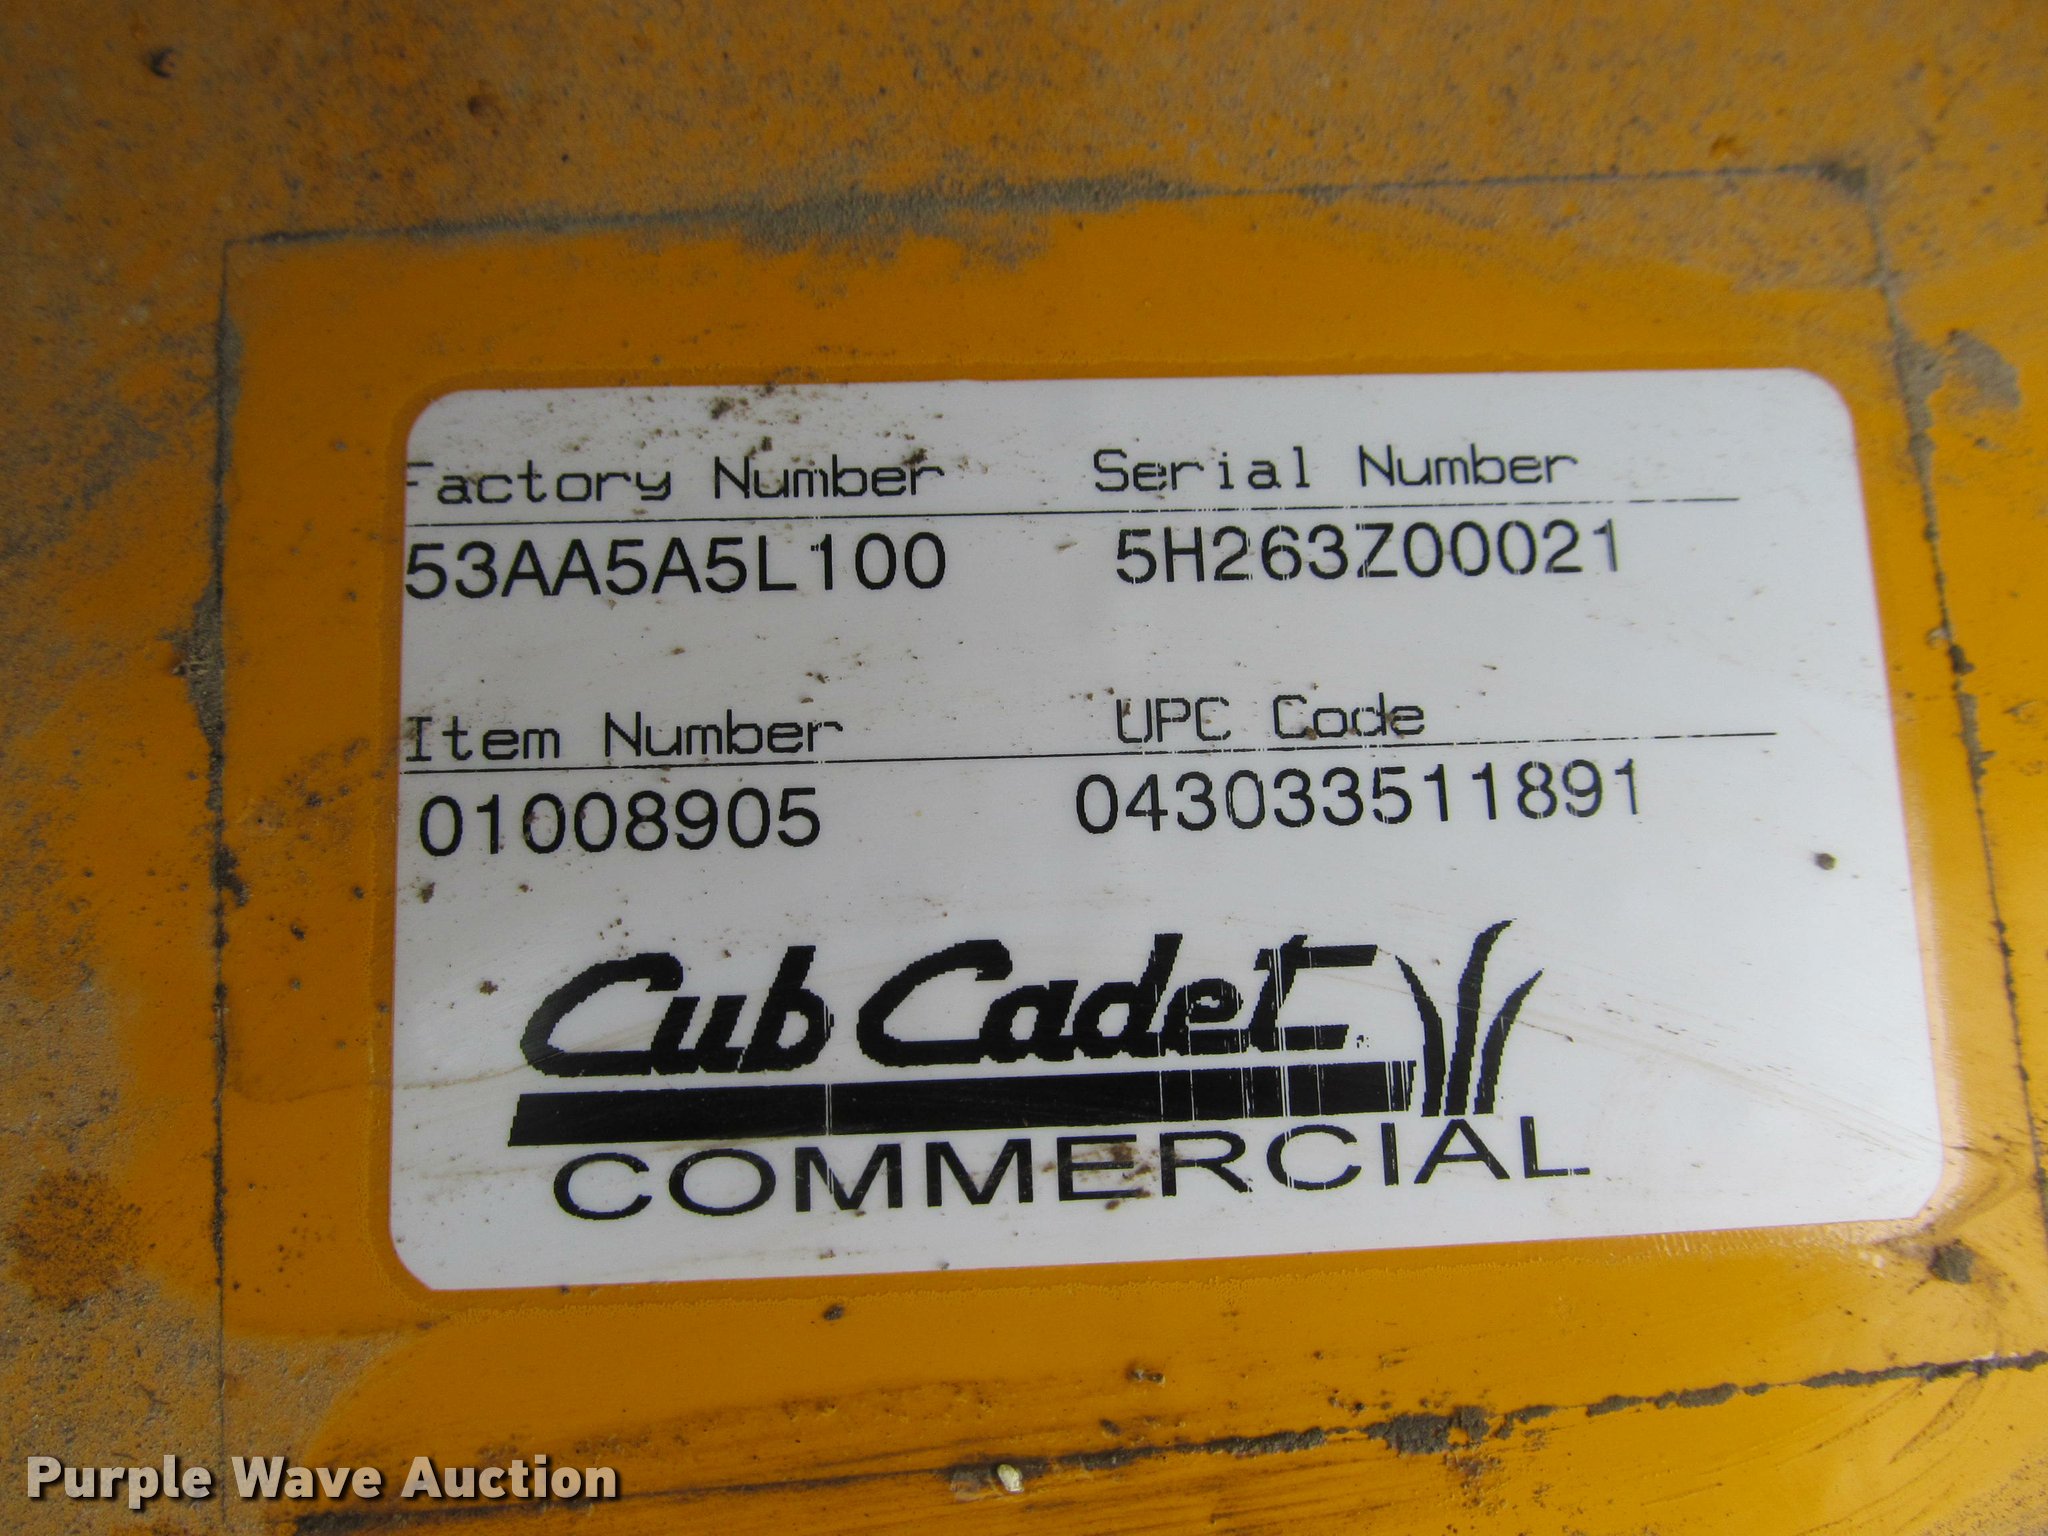 Factory Number Serial Number
53AA5A5L100 5H263Z00021
Item Number UPC Code
01008905 043033511891
Cub Cadet
COMMERCIAL
Purple Wave Auction